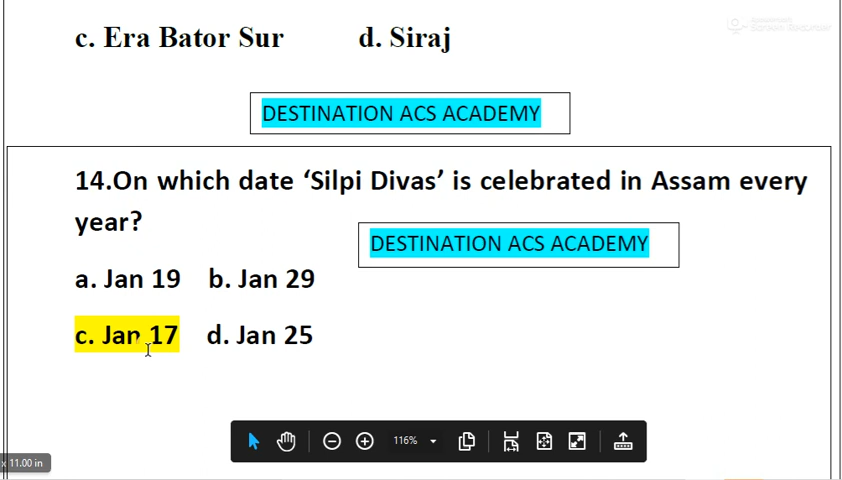 c. Era Bator Sur d. Siraj
DESTINATION ACS ACADEMY
14.On which date ‘Silpi Divas’ is celebrated in Assam every
year?
DESTINATION ACS ACADEMY
a. Jan 19 b. Jan 29
c. Jan 17 d. Jan 25
116%
x 11.00 in